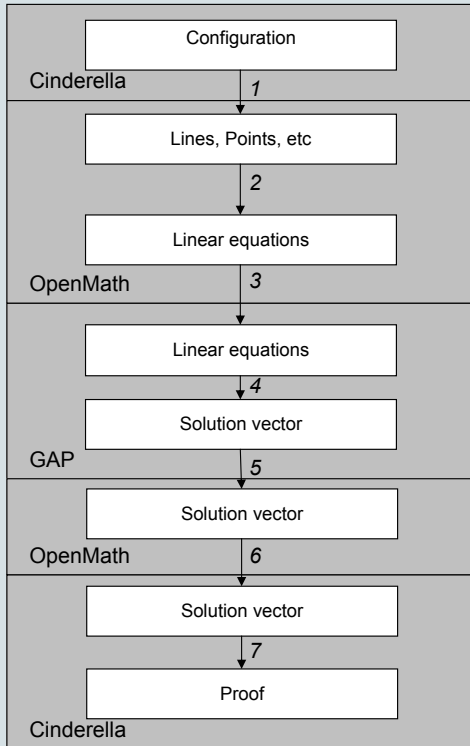 Configuration
Cinderella
1
Lines, Points, etc
2
Linear equations
OpenMath
3
Linear equations
4
Solution vector
GAP
5
Solution vector
OpenMath
6
Solution vector
7
Proof
Cinderella